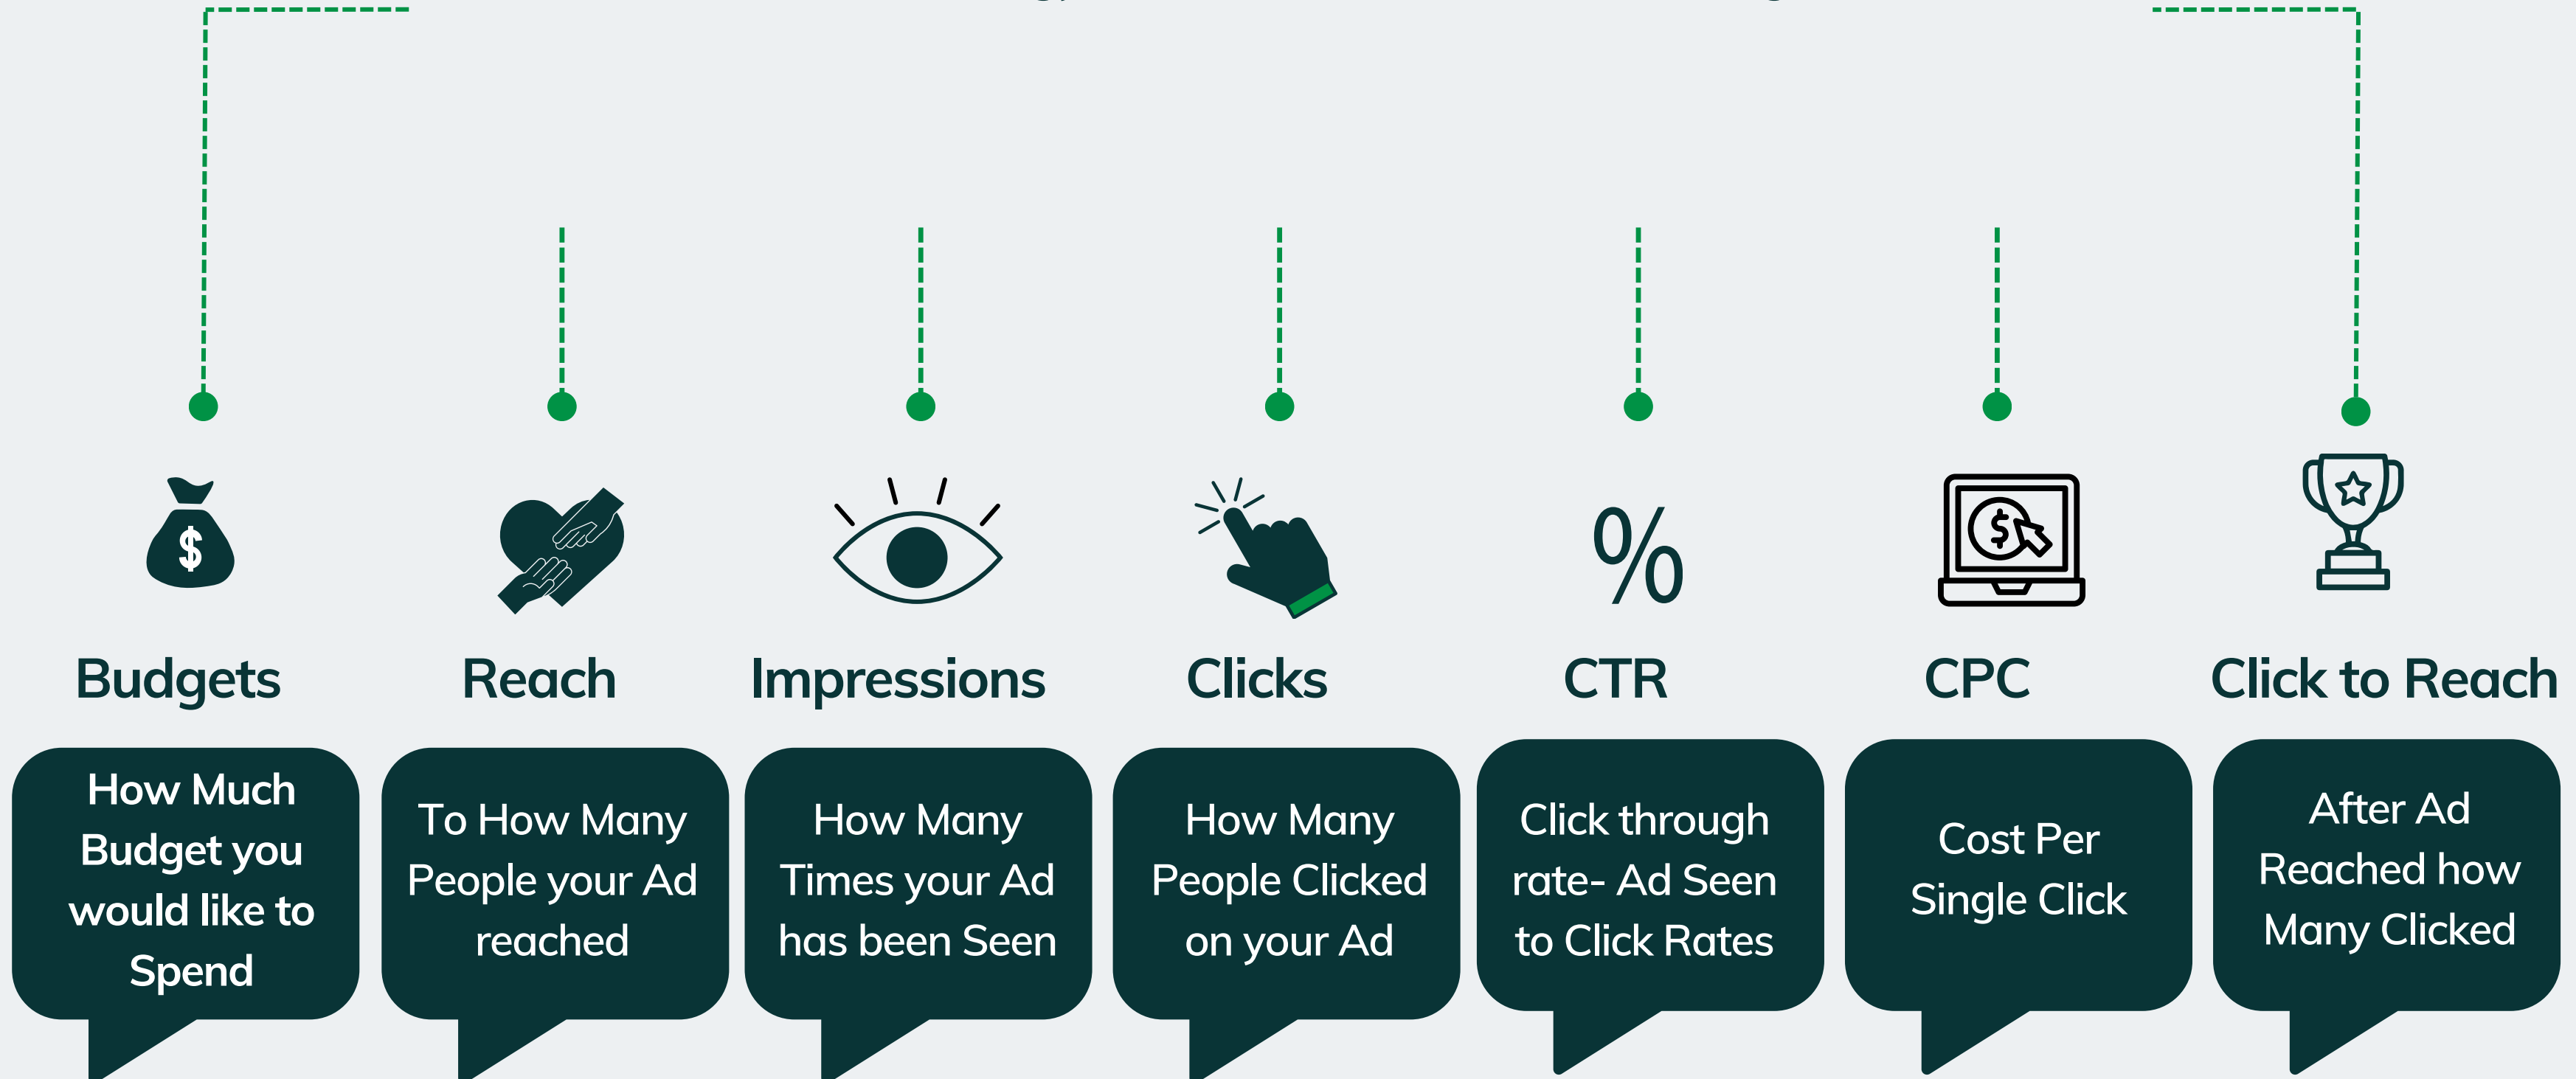 Budgets
Reach
Impressions
Clicks
CTR
CPC
Click to Reach
How Much
Budget you
would like to
Spend
To How Many
People your Ad
reached
How Many
Times your Ad
has been Seen
How Many
People Clicked
on your Ad
Click through
rate- Ad Seen
to Click Rates
Cost Per
Single Click
After Ad
Reached how
Many Clicked
$
%
$